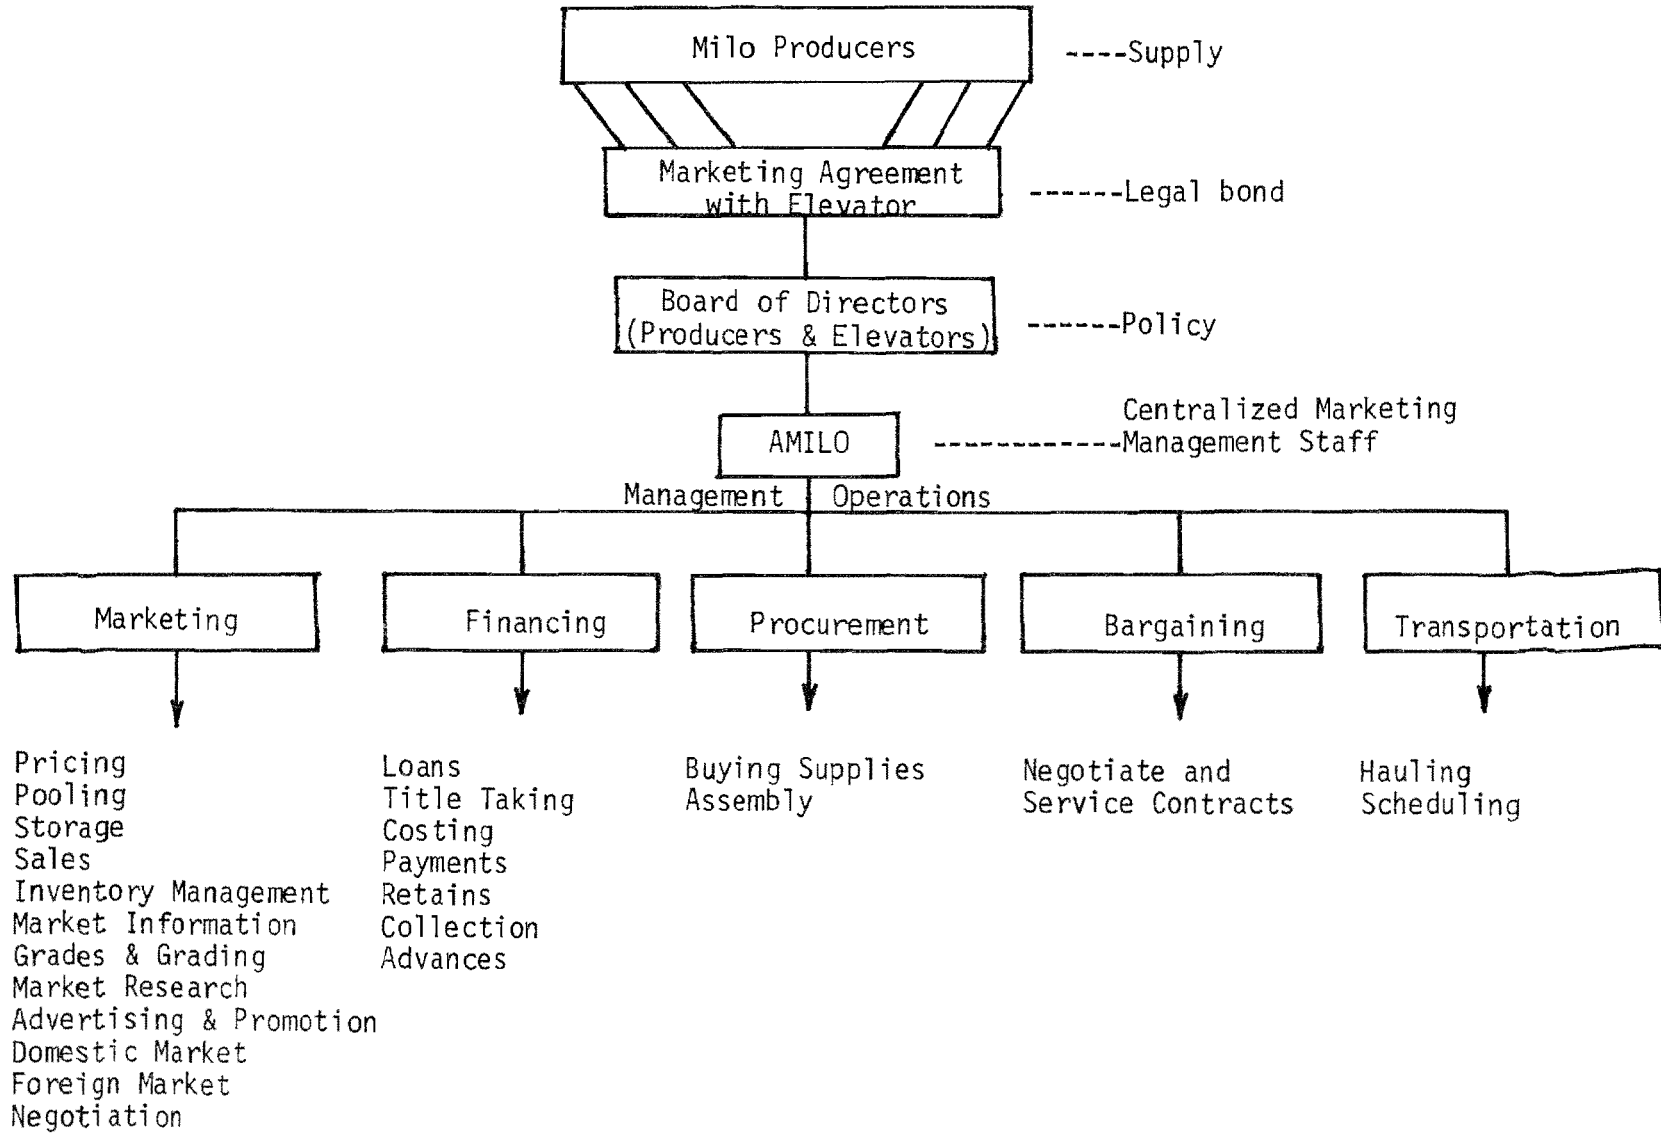 Milo Producers
----Supply
Marketing Agreement
with Elevator
------Legal bond
Board of Directors
(Producers & Elevators)
------Policy
AMILO
Centralized Marketing
------------Management Staff
Management Operations
Marketing
Financing
Procurement
Bargaining
Transportation
Pricing
Pooling
Storage
Sales
Inventory Management
Market Information
Grades & Grading
Market Research
Advertising & Promotion
Domestic Market
Foreign Market
Negotiation
Loans
Title Taking
Costing
Payments
Retains
Collection
Advances
Buying Supplies
Assembly
Negotiate and
Service Contracts
Hauling
Scheduling